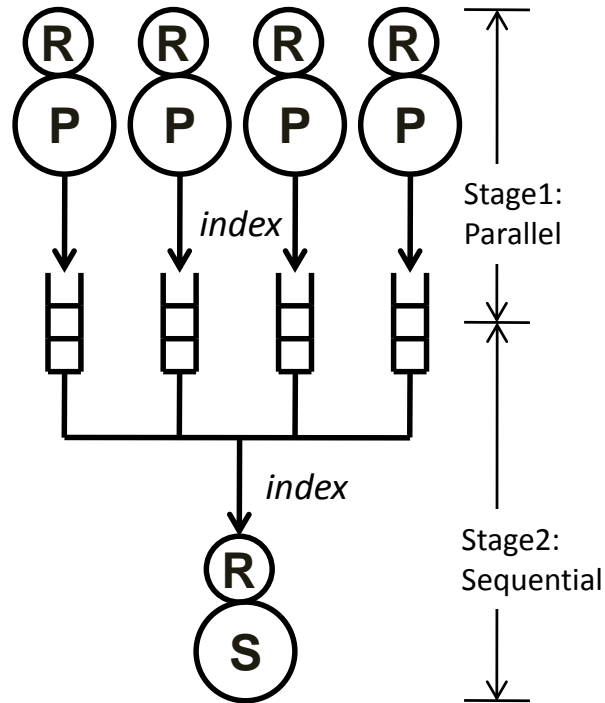 R R R R
P P P P
Stage1:
Parallel
index
index
Stage2:
Sequential
R
S